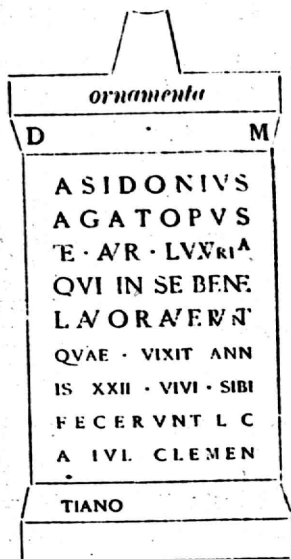 ornamenta
D · M
ASIDONIVS
AGATOPVS
ET · AVR · LVXVRIA
QVI IN SE BENE
LAVORAVERVNT
QVAE · VIXIT ANN
IS XXII · VIVI · SIBI
FECERVNT L C
A IVL CLEMEN
TIANO